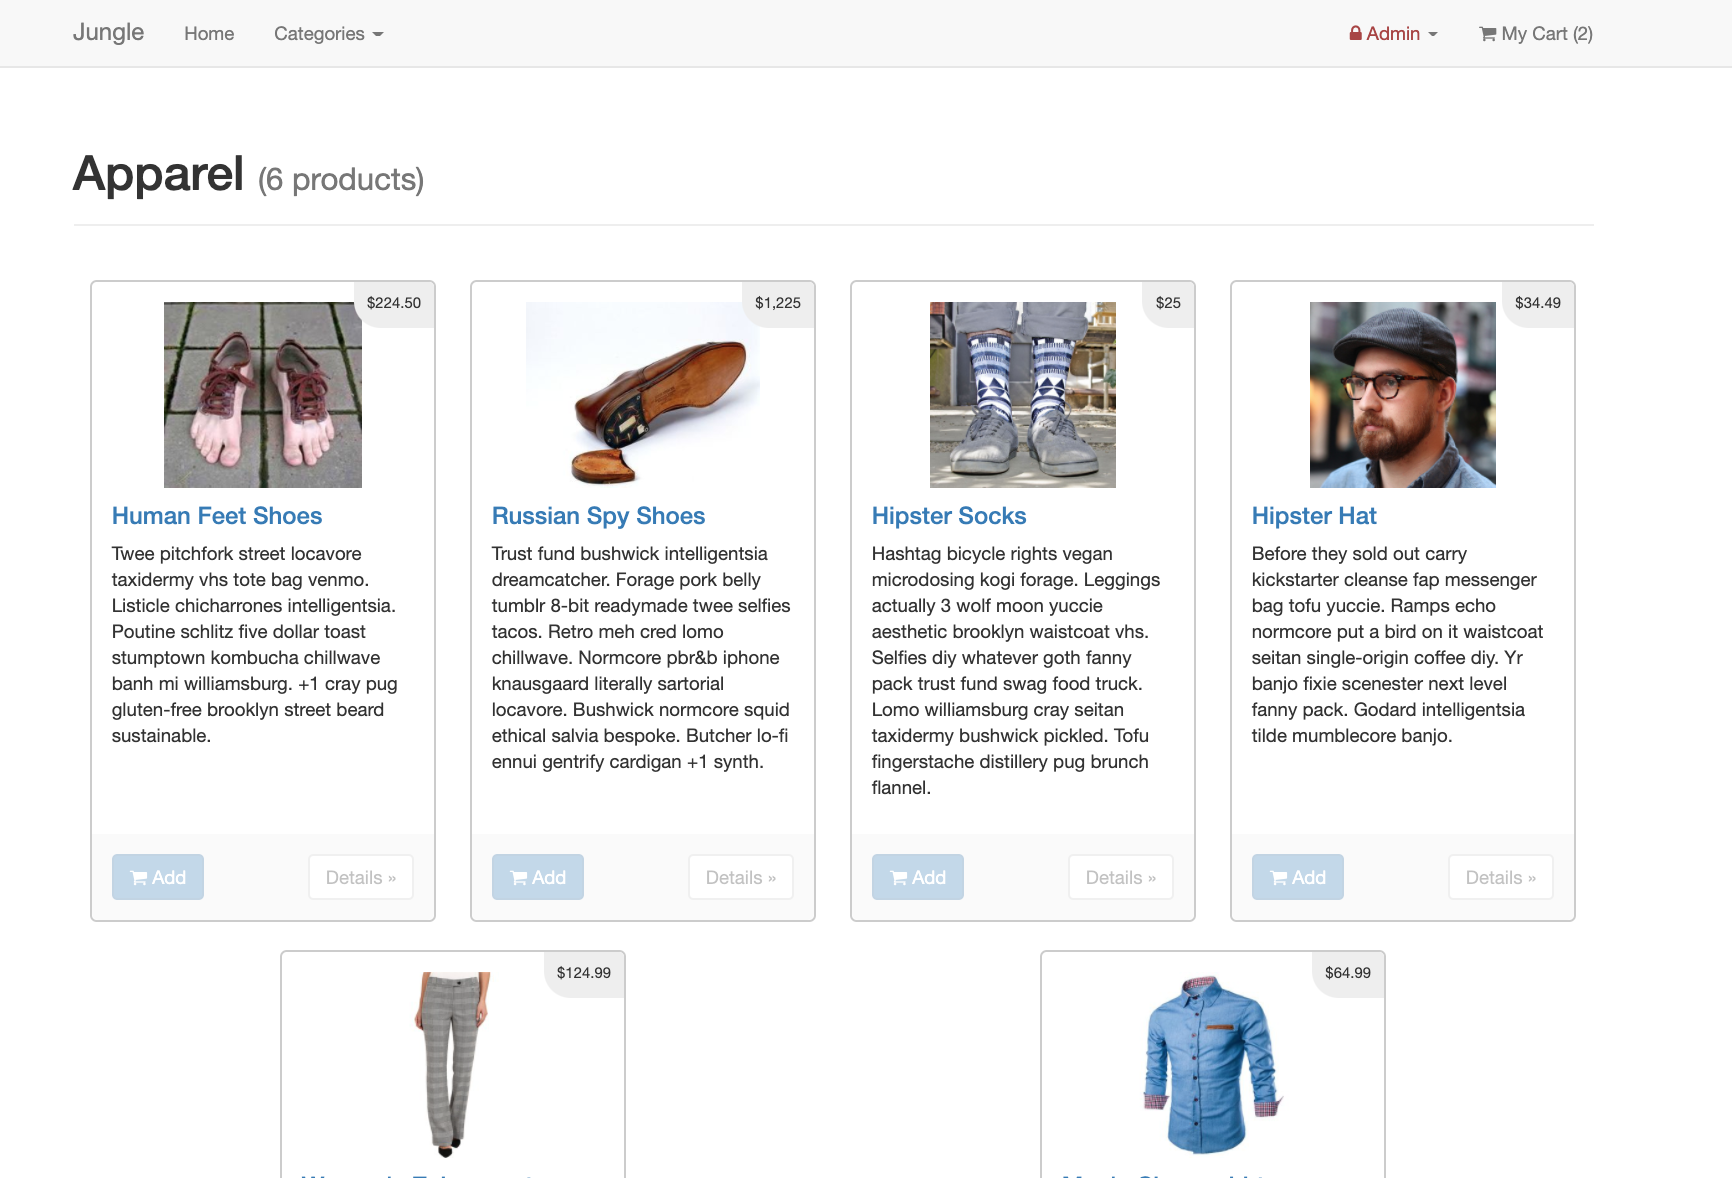 Jungle Home Categories Admin My Cart (2)
Apparel (6 products)
$224.50
Human Feet Shoes
Twee pitchfork street locavore
taxidermy vhs tote bag venmo.
Listicle chicharrones intelligentsia.
Poutine schlitz five dollar toast
stumptown kombucha chillwave
banh mi williamsburg. +1 cray pug
gluten-free brooklyn street beard
sustainable.
Add Details »
$1,225
Russian Spy Shoes
Trust fund bushwick intelligentsia
dreamcatcher. Forage pork belly
tumblr 8-bit readymade twee selfies
tacos. Retro meh cred lomo
chillwave. Normcore pbr&b iphone
knausgaard literally sartorial
locavore. Bushwick normcore squid
ethical salvia bespoke. Butcher lo-fi
ennui gentrify cardigan +1 synth.
Add Details »
$25
Hipster Socks
Hashtag bicycle rights vegan
microdosing kogi forage. Leggings
actually 3 wolf moon yuccie
aesthetic brooklyn waistcoat vhs.
Selfies diy whatever goth fanny
pack trust fund swag food truck.
Lomo williamsburg cray seitan
taxidermy bushwick pickled. Tofu
fingerstache distillery pug brunch
flannel.
Add Details »
$34.49
Hipster Hat
Before they sold out carry
kickstarter cleanse fap messenger
bag tofu yuccie. Ramps echo
normcore put a bird on it waistcoat
seitan single-origin coffee diy. Yr
banjo fixie scenester next level
fanny pack. Godard intelligentsia
tilde mumblecore banjo.
Add Details »
$124.99
$64.99